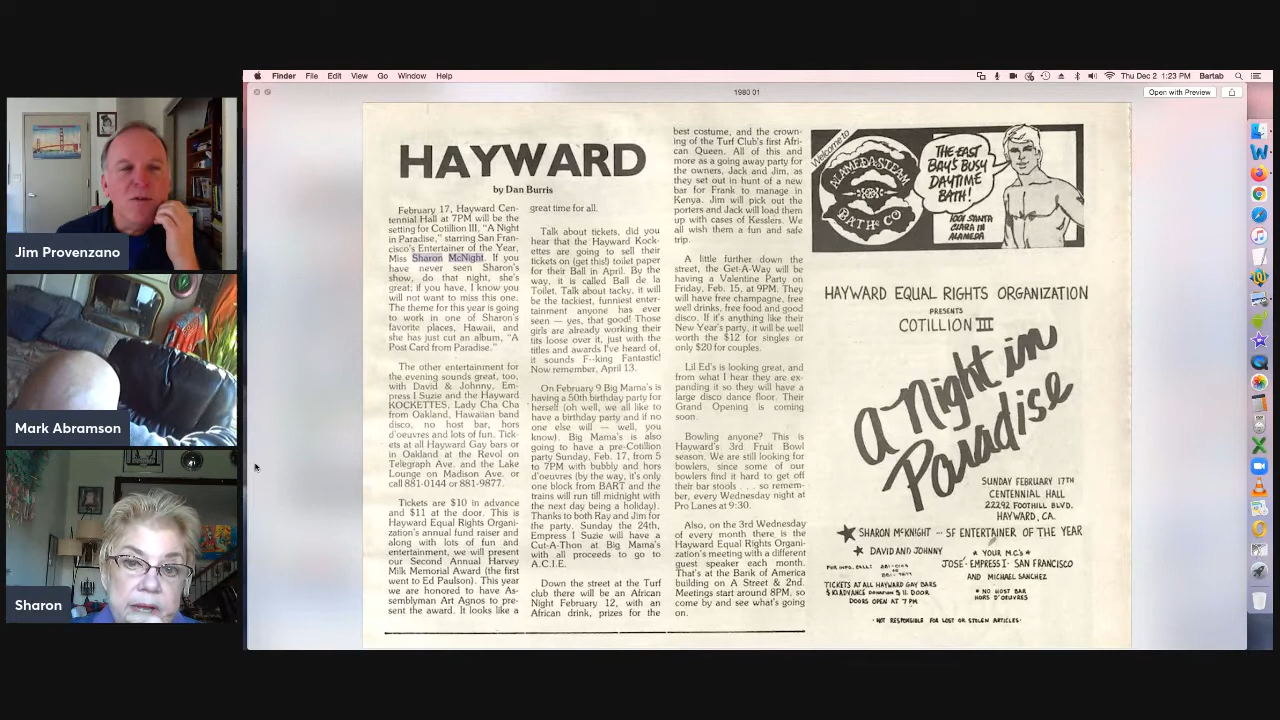 Finder File Edit View Go Window Help
Thu Dec 2 1:23 PM Bartab
1980 01
Open with Preview
Jim Provenzano
Mark Abramson
Sharon
HAYWARD
by Dan Burris
February 17, Hayward Cen-
tennial Hall at 7PM will be the
setting for Cotillion III, "A Night
in Paradise," starring San Fran-
cisco's Entertainer of the Year,
Miss Sharon McNight. If you
have never seen Sharon's
show, do that night, she's
great; if you have, I know you
will not want to miss this one.
The theme for this year is going
to work in one of Sharon's
favorite places, Hawaii, and
she has just cut an album, "A
Post Card from Paradise."
The other entertainment for
the evening sounds great, too,
with David & Johnny, Em-
press I Suzie and the Hayward
KOCKETTES, Lady Cha Cha
from Oakland, Hawaiian band
disco, no host bar, hors
d'oeuvres and lots of fun. Tick-
ets at all Hayward Gay bars or
in Oakland at the Revol on
Telegraph Ave. and the Lake
Lounge on Madison Ave. or
call 881-0144 or 881-9877.
Tickets are $10 in advance
and $11 at the door. This is
Hayward Equal Rights Organi-
zation's annual fund raiser and
along with lots of fun and
entertainment, we will present
our Second Annual Harvey
Milk Memorial Award (the first
went to Ed Paulson). This year
we are honored to have As-
semblyman Art Agnos to pre-
sent the award. It looks like a
great time for all.
Talk about tickets, did you
hear that the Hayward Kock-
ettes are going to sell their
tickets on (get this!) toilet paper
for their Ball in April. By the
way, it is called Ball de la
Toilet. Talk about tacky, it will
be the tackiest, funniest enter-
tainment anyone has ever
seen — yes, that good! Those
girls are already working their
tits loose over it, just with the
titles and awards I've heard of,
it sounds F--king Fantastic!
Now remember, April 13.
On February 9 Big Mama's is
having a 50th birthday party for
herself (oh well, we all like to
have a birthday party and if no
one else will — well, you
know). Big Mama's is also
going to have a pre-Cotillion
party Sunday, Feb. 17, from 5
to 7PM with bubbly and hors
d'oeuvres (by the way, it's only
one block from BART and the
trains will run till midnight with
the next day being a holiday).
Thanks to both Ray and Jim for
the party. Sunday the 24th,
Empress I Suzie will have a
Cut-A-Thon at Big Mama's
with all proceeds to go to
A.C.I.E.
Down the street at the Turf
club there will be an African
Night February 12, with an
African drink, prizes for the
best costume, and the crown-
ing of the Turf Club's first Afri-
can Queen. All of this and
more as a going away party for
the owners, Jack and Jim, as
they set out in hunt of a new
bar for Frank to manage in
Kenya. Jim will pick out the
porters and Jack will load them
up with cases of Kesslers. We
all wish them a fun and safe
trip.
A little further down the
street, the Get-A-Way will be
having a Valentine Party on
Friday, Feb. 15, at 9PM. They
will have free champagne, free
well drinks, free food and good
disco. If it's anything like their
New Year's party, it will be well
worth the $12 for singles or
only $20 for couples.
Lil Ed's is looking great, and
from what I hear they are ex-
panding it so they will have a
large disco dance floor. Their
Grand Opening is coming
soon.
Bowling anyone? This is
Hayward's 3rd Fruit Bowl
season. We are still looking for
bowlers, since some of our
bowlers find it hard to get off
their bar stools . . . so remem-
ber, every Wednesday night at
Pro Lanes at 9:30.
Also, on the 3rd Wednesday
of every month there is the
Hayward Equal Rights Organi-
zation's meeting with a different
guest speaker each month.
That's at the Bank of America
building on A Street & 2nd.
Meetings start around 8PM, so
come by and see what's going
on.
Welcome to
ALAMEDA STEAM
BATH CO
THE EAST
BAY'S BUSY
DAYTIME
BATH!
1001 SANTA
CLARA IN
ALAMEDA
HAYWARD EQUAL RIGHTS ORGANIZATION
PRESENTS
COTILLION III
A Night in
Paradise
SUNDAY FEBRUARY 17TH
CENTENNIAL HALL
22292 FOOTHILL BLVD.
HAYWARD, CA.
SHARON McKNIGHT --- SF ENTERTAINER OF THE YEAR
DAVID AND JOHNNY
* YOUR M.C.'s *
JOSÉ - EMPRESS I - SAN FRANCISCO
AND MICHAEL SANCHEZ
FOR INFO. CALL:
TICKETS AT ALL HAYWARD GAY BARS
$10 ADVANCE DONATION $11 DOOR
DOORS OPEN AT 7 PM
* NO HOST BAR
HORS D'OEUVRES
· NOT RESPONSIBLE FOR LOST OR STOLEN ARTICLES ·